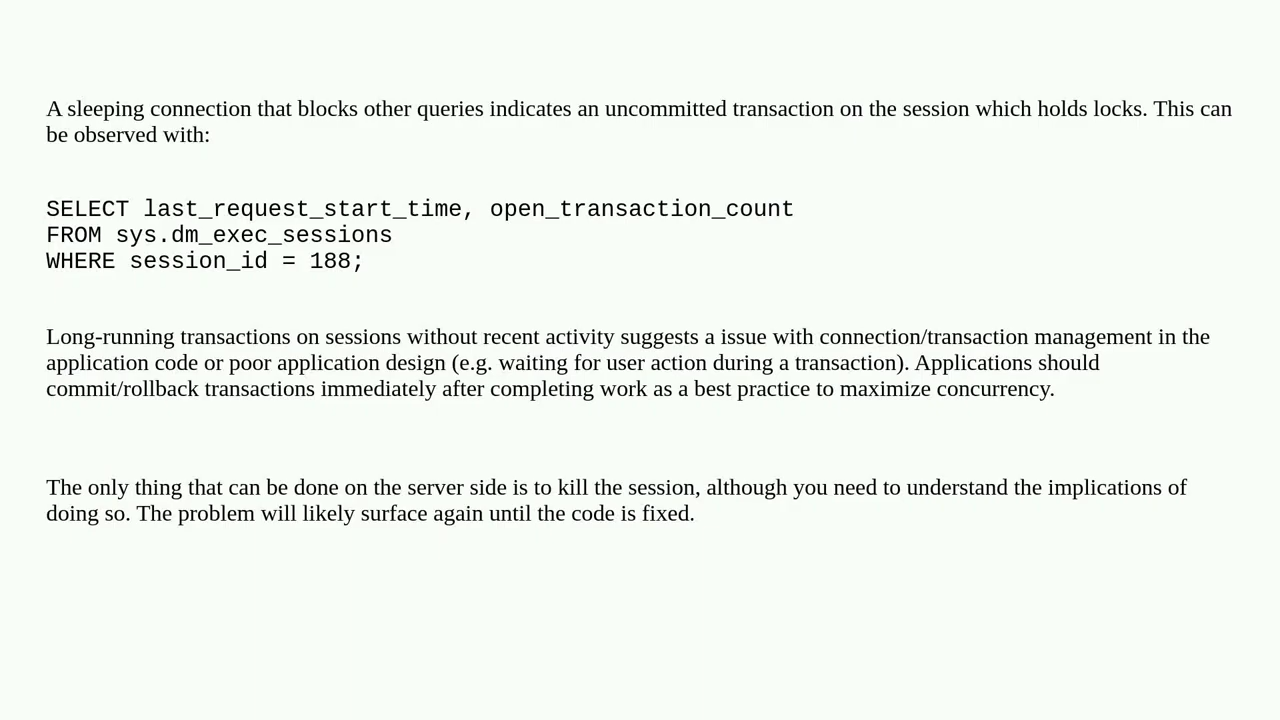 A sleeping connection that blocks other queries indicates an uncommitted transaction on the session which holds locks. This can
be observed with:
SELECT last_request_start_time, open_transaction_count
FROM sys.dm_exec_sessions
WHERE session_id = 188;
Long-running transactions on sessions without recent activity suggests a issue with connection/transaction management in the
application code or poor application design (e.g. waiting for user action during a transaction). Applications should
commit/rollback transactions immediately after completing work as a best practice to maximize concurrency.
The only thing that can be done on the server side is to kill the session, although you need to understand the implications of
doing so. The problem will likely surface again until the code is fixed.